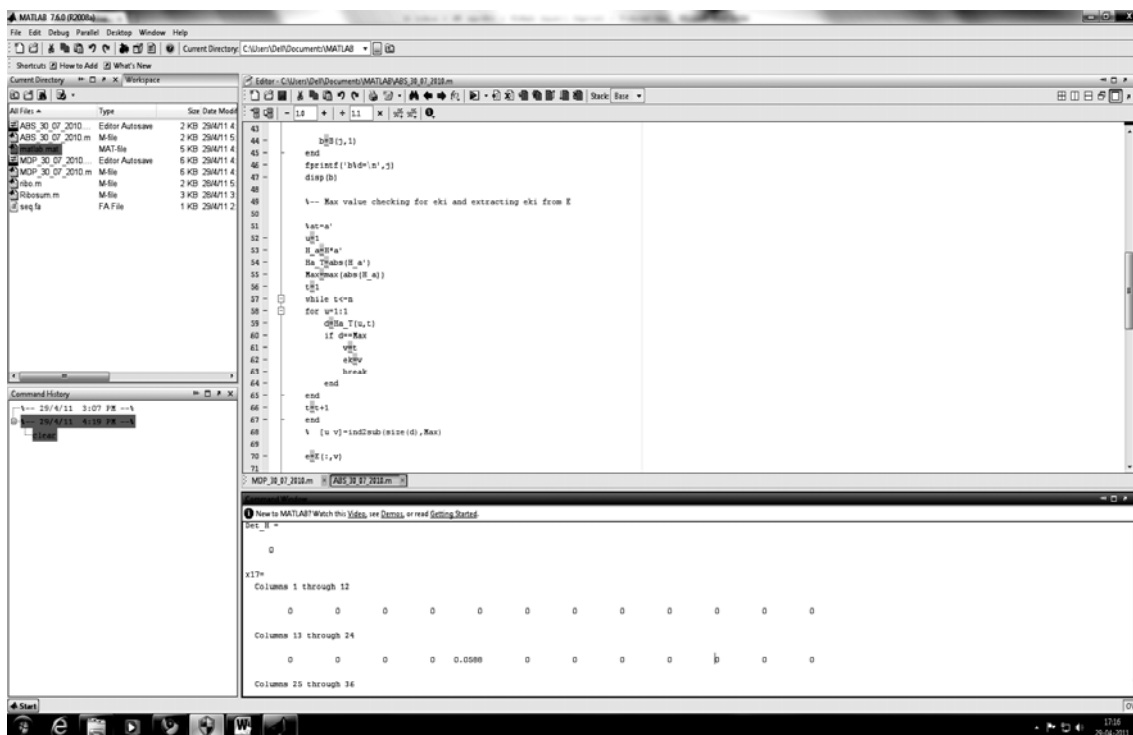 MATLAB 7.6.0 (R2008a)
File Edit Debug Parallel Desktop Window Help
Current Directory: C:\Users\Dell\Documents\MATLAB
Shortcuts How to Add What's New
Current Directory Workspace
All Files Type Size Date Modif
ABS_30_07_2010.... Editor Autosave 2 KB 29/4/11 4:
ABS_30_07_2010.m M-file 2 KB 29/4/11 5:
matlab.mat MAT-file 5 KB 29/4/11 4:
MDP_30_07_2010.... Editor Autosave 6 KB 29/4/11 4:
MDP_30_07_2010.m M-file 6 KB 29/4/11 4:
ribo.m M-file 2 KB 28/4/11 5:
Ribosum.m M-file 3 KB 29/4/11 3:
seq.fa FA File 1 KB 29/4/11 2:
Command History
%-- 29/4/11 3:07 PM --%
%-- 29/4/11 4:19 PM --%
clear
Editor - C:\Users\Dell\Documents\MATLAB\ABS_30_07_2010.m
Stack: Base
1.0 1.1
43
44 b=B(j,1)
45 end
46 fprintf('b%d=\n',j)
47 disp(b)
48
49 %-- Max value checking for eki and extracting eki from E
50
51 %at=a'
52 u=1
53 H_a=H*a'
54 Ha_T=abs(H_a')
55 Max=max(abs(H_a))
56 t=1
57 while t<=n
58 for u=1:1
59 d=Ha_T(u,t)
60 if d==Max
61 v=t
62 ek=v
63 break
64 end
65 end
66 t=t+1
67 end
68 % [u v]=ind2sub(size(d),Max)
69
70 e=E(:,v)
71
MDP_30_07_2010.m ABS_30_07_2010.m
Command Window
New to MATLAB? Watch this Video, see Demos, or read Getting Started.
Det_H =
0
x17=
Columns 1 through 12
0 0 0 0 0 0 0 0 0 0 0 0
Columns 13 through 24
0 0 0 0 0.0588 0 0 0 0 0 0 0
Columns 25 through 36
Start
17:16
29-04-2011